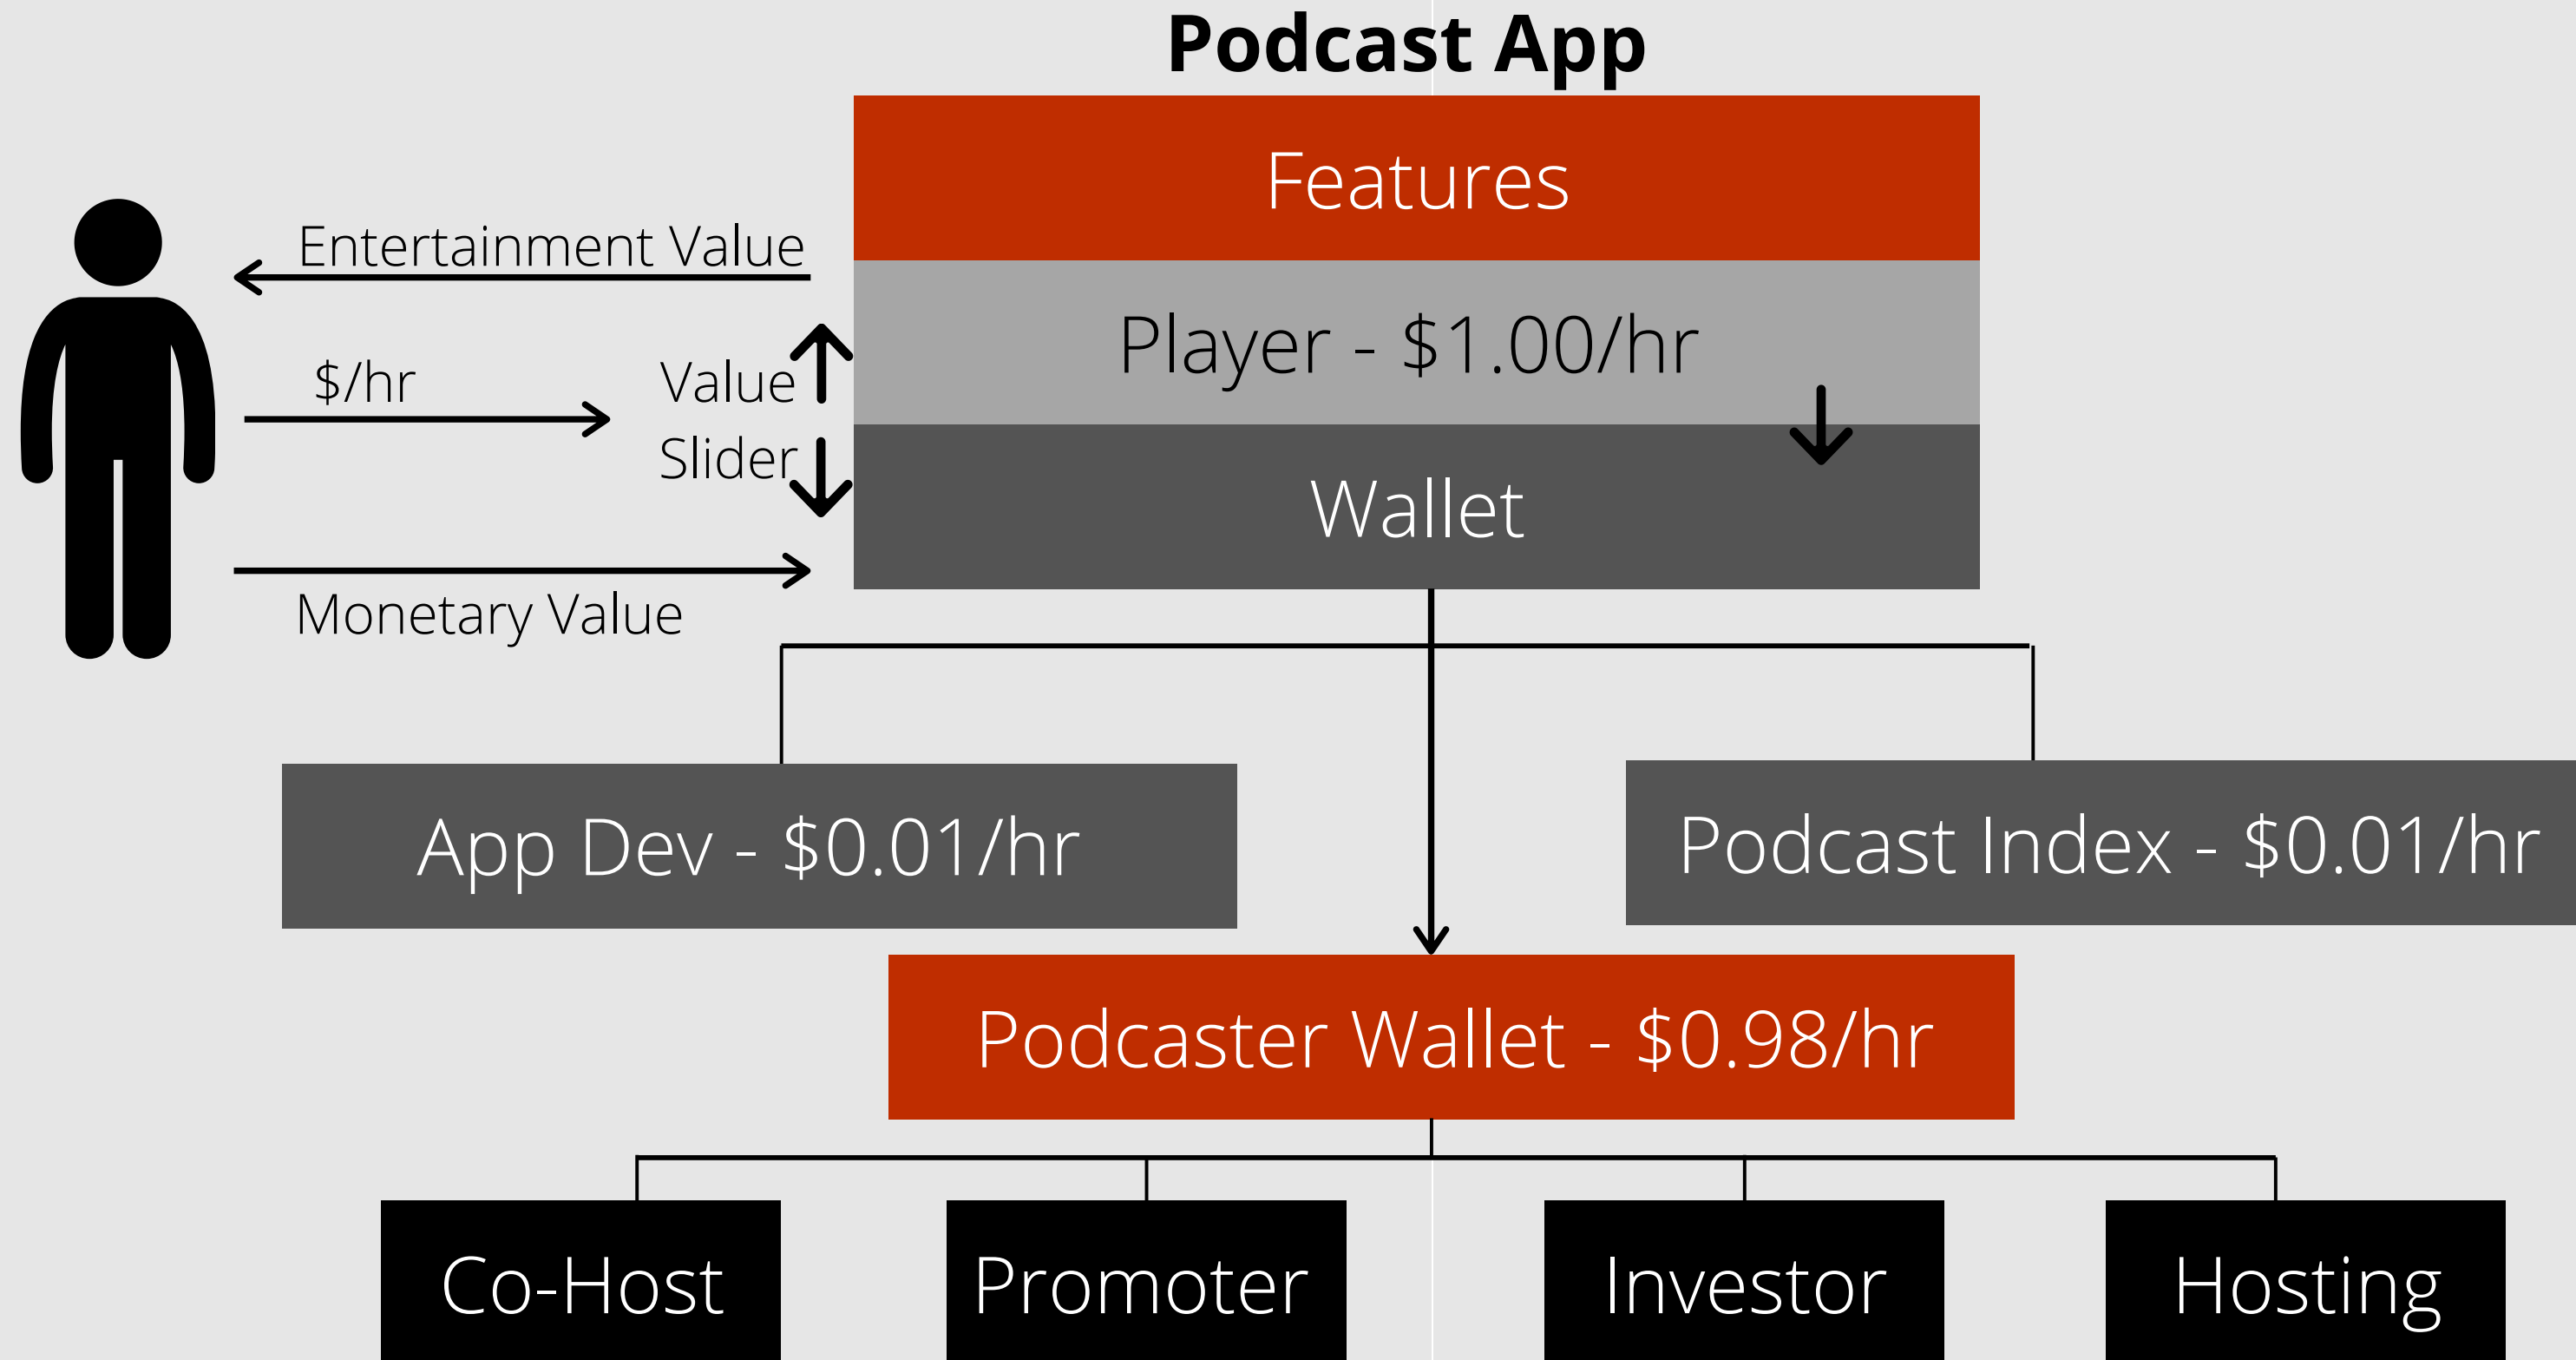 Podcast App
Features
Entertainment Value
Player - $1.00/hr
$/hr
Value
Slider
Wallet
Monetary Value
App Dev - $0.01/hr
Podcast Index - $0.01/hr
Podcaster Wallet - $0.98/hr
Co-Host
Promoter
Investor
Hosting